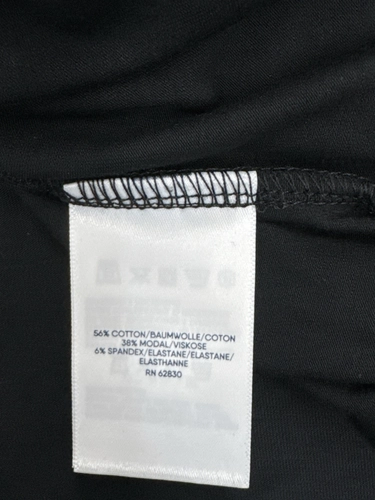 56% COTTON/BAUMWOLLE/COTON
38% MODAL/VISKOSE
6% SPANDEX/ELASTANE/ELASTANE/
ELASTHANNE
RN 62830